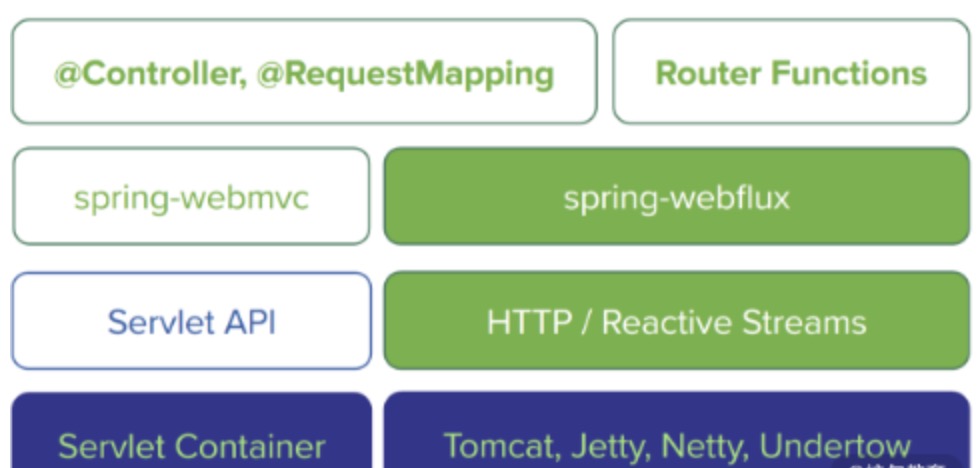 @Controller, @RequestMapping
Router Functions
spring-webmvc
spring-webflux
Servlet API
HTTP / Reactive Streams
Servlet Container
Tomcat, Jetty, Netty, Undertow